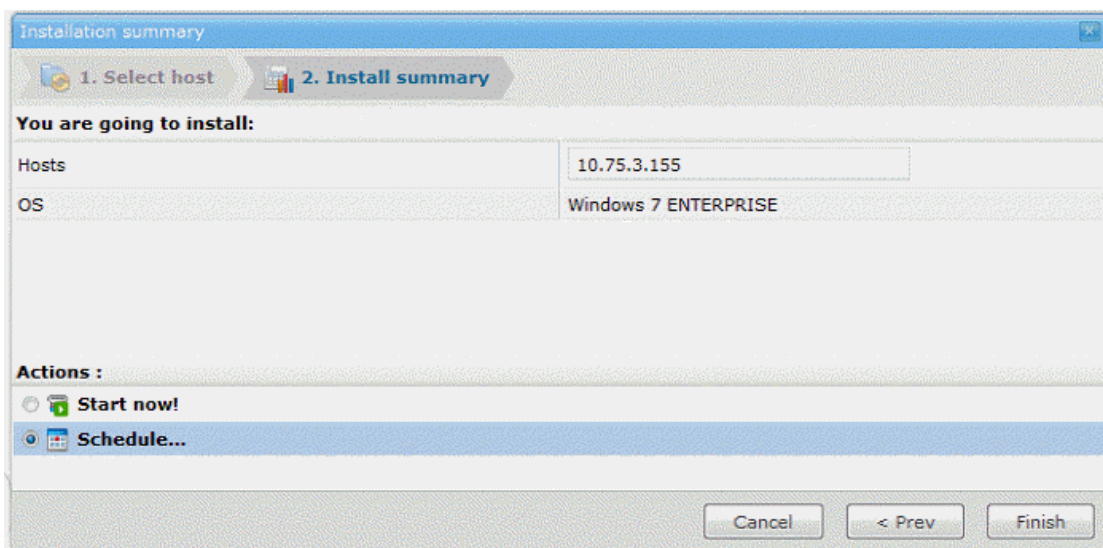 Installation summary
1. Select host
2. Install summary
You are going to install:
Hosts
10.75.3.155
OS
Windows 7 ENTERPRISE
Actions :
Start now!
Schedule...
Cancel
< Prev
Finish